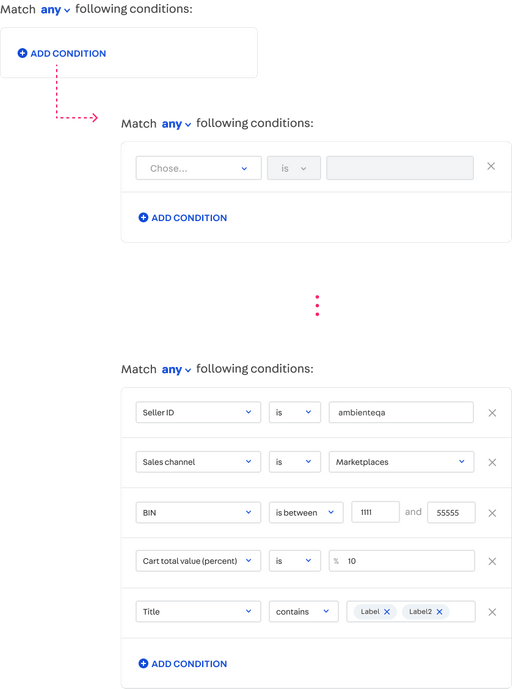 Match any following conditions:
ADD CONDITION
Match any following conditions:
Chose... is
ADD CONDITION
Match any following conditions:
Seller ID is ambienteqa
Sales channel is Marketplaces
BIN is between 1111 and 55555
Cart total value (percent) is % 10
Title contains Label Label2
ADD CONDITION